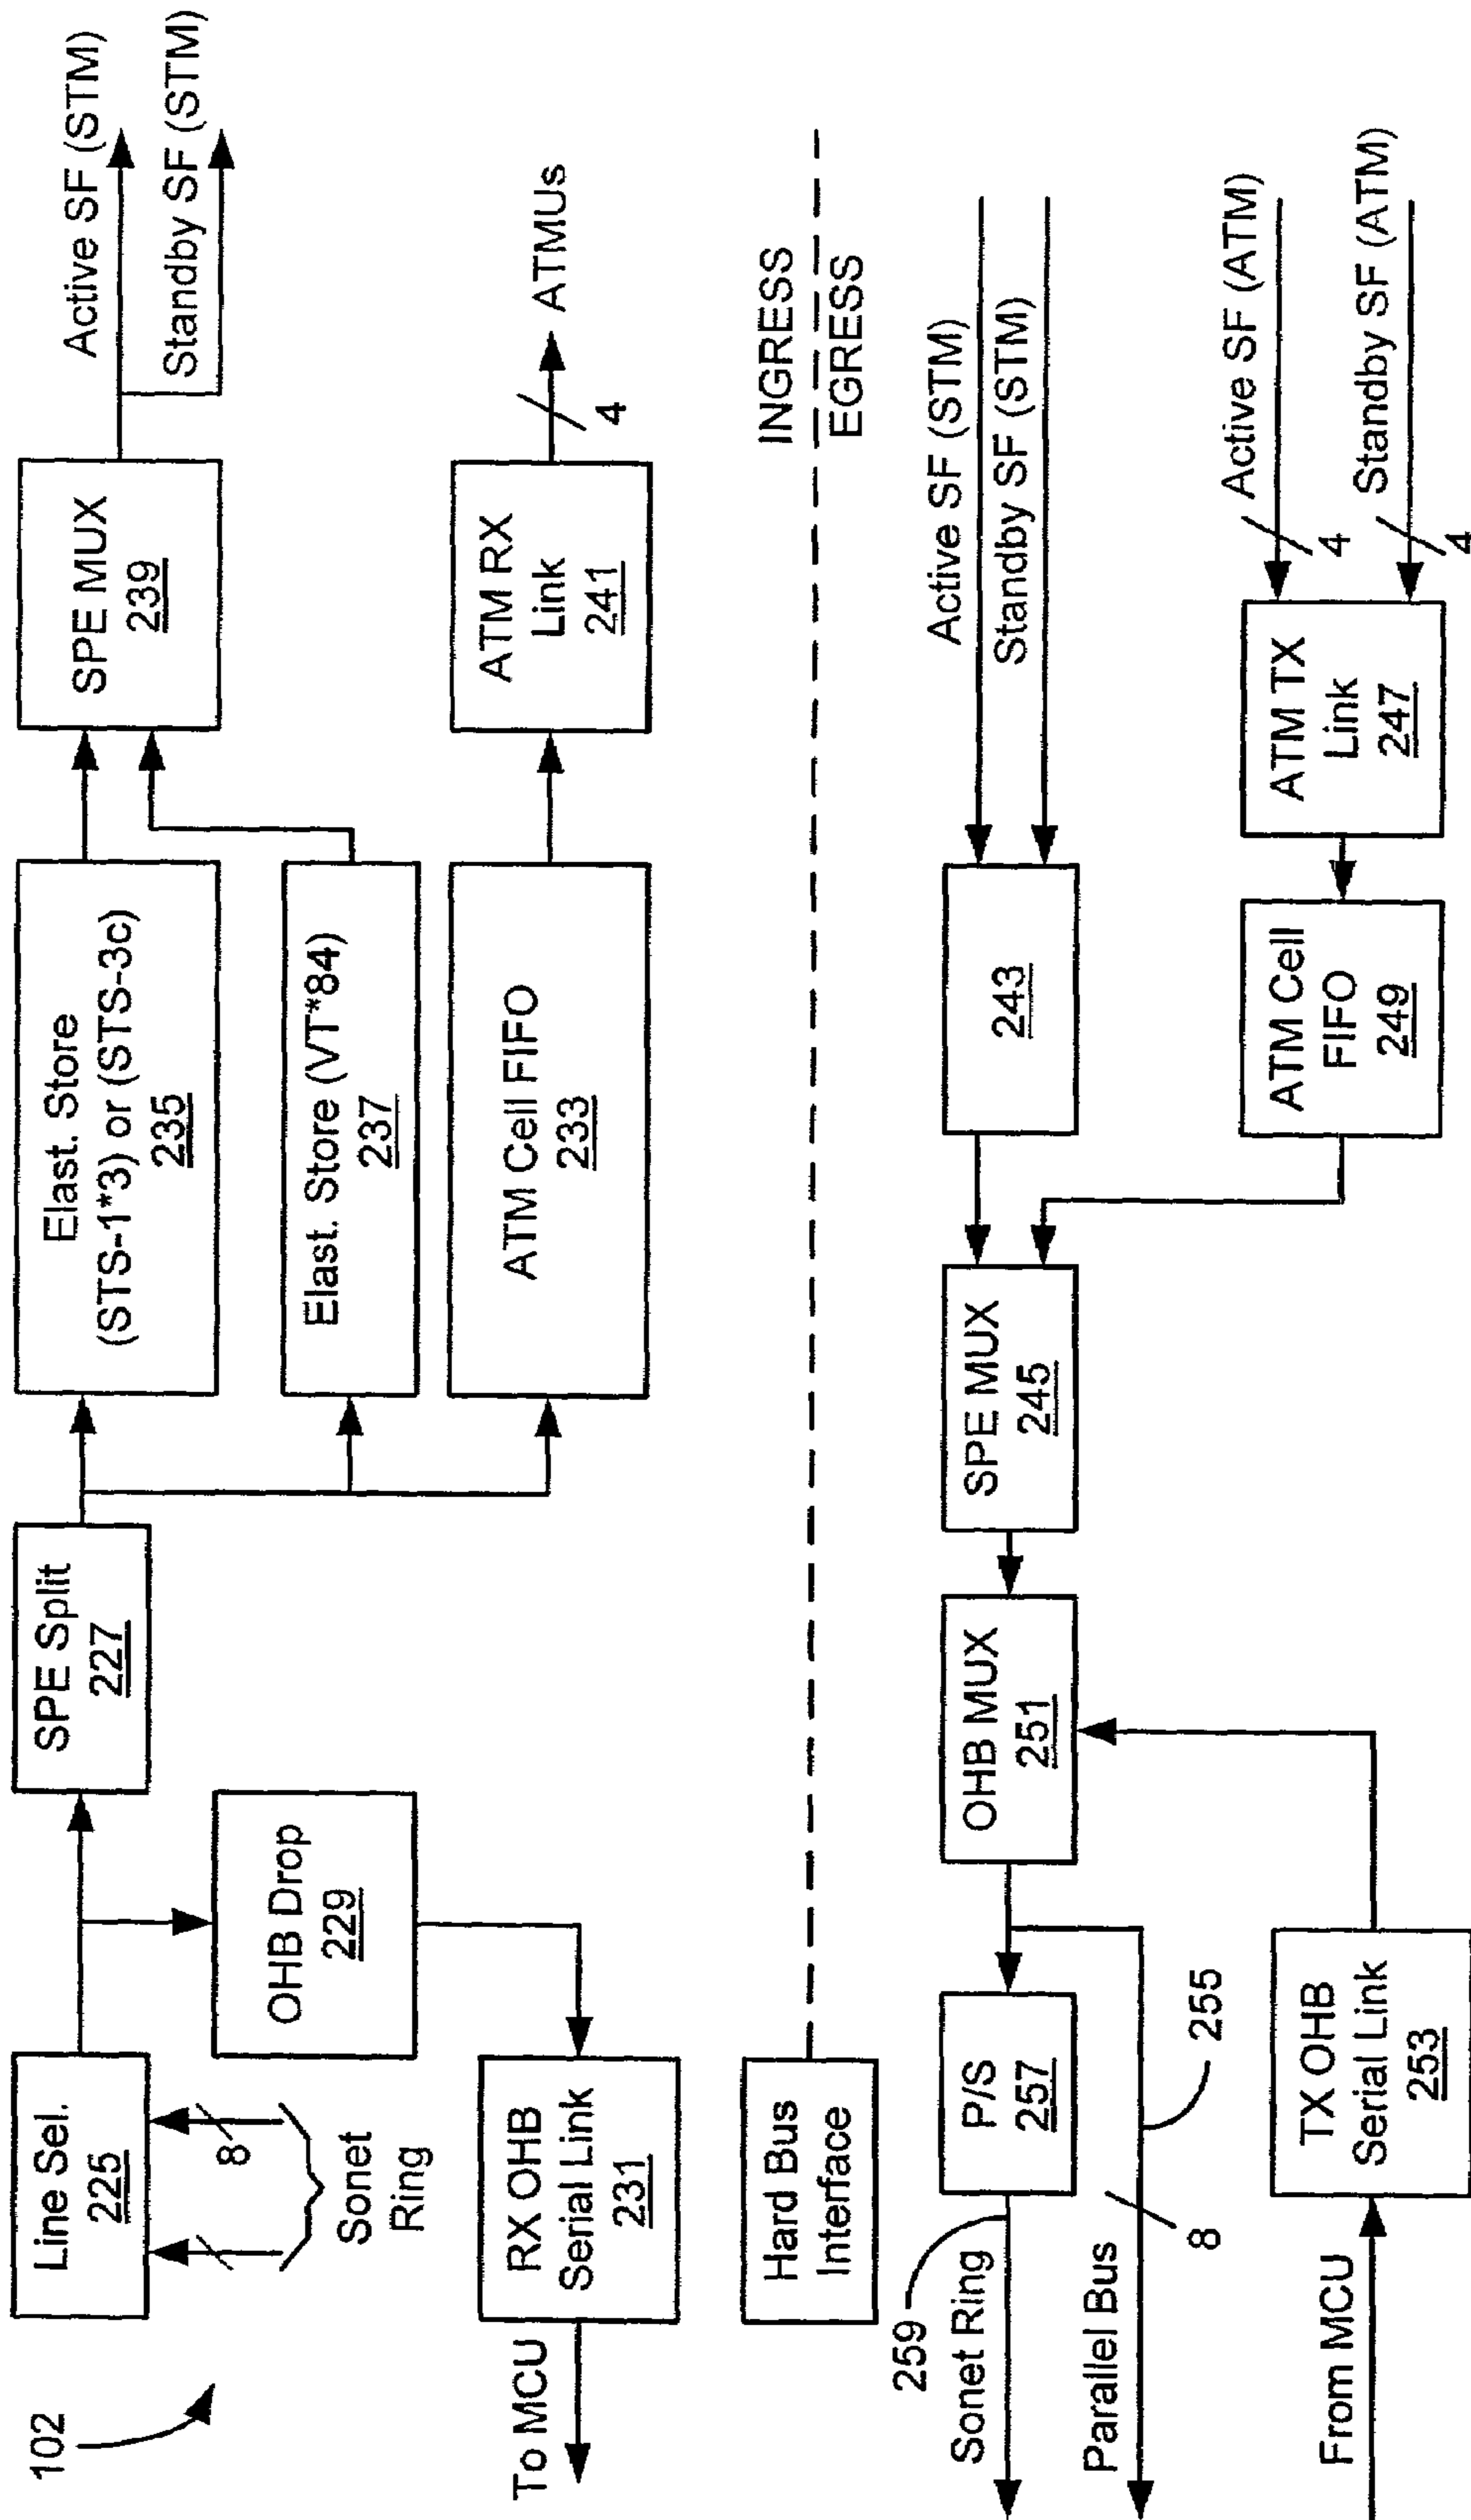 102
Line Sel.
225
8
Sonet
Ring
OHB Drop
229
RX OHB
Serial Link
231
To MCU
SPE Split
227
Elast. Store
(STS-1*3) or (STS-3c)
235
Elast. Store (VT*84)
237
ATM Cell FIFO
233
SPE MUX
239
ATM RX
Link
241
Active SF (STM)
Standby SF (STM)
4
ATMUs
Hard Bus
Interface
INGRESS
EGRESS
259
Sonet Ring
P/S
257
Parallel Bus
8
255
From MCU
TX OHB
Serial Link
253
OHB MUX
251
SPE MUX
245
243
Active SF (STM)
Standby SF (STM)
ATM Cell
FIFO
249
ATM TX
Link
247
4
Active SF (ATM)
4
Standby SF (ATM)